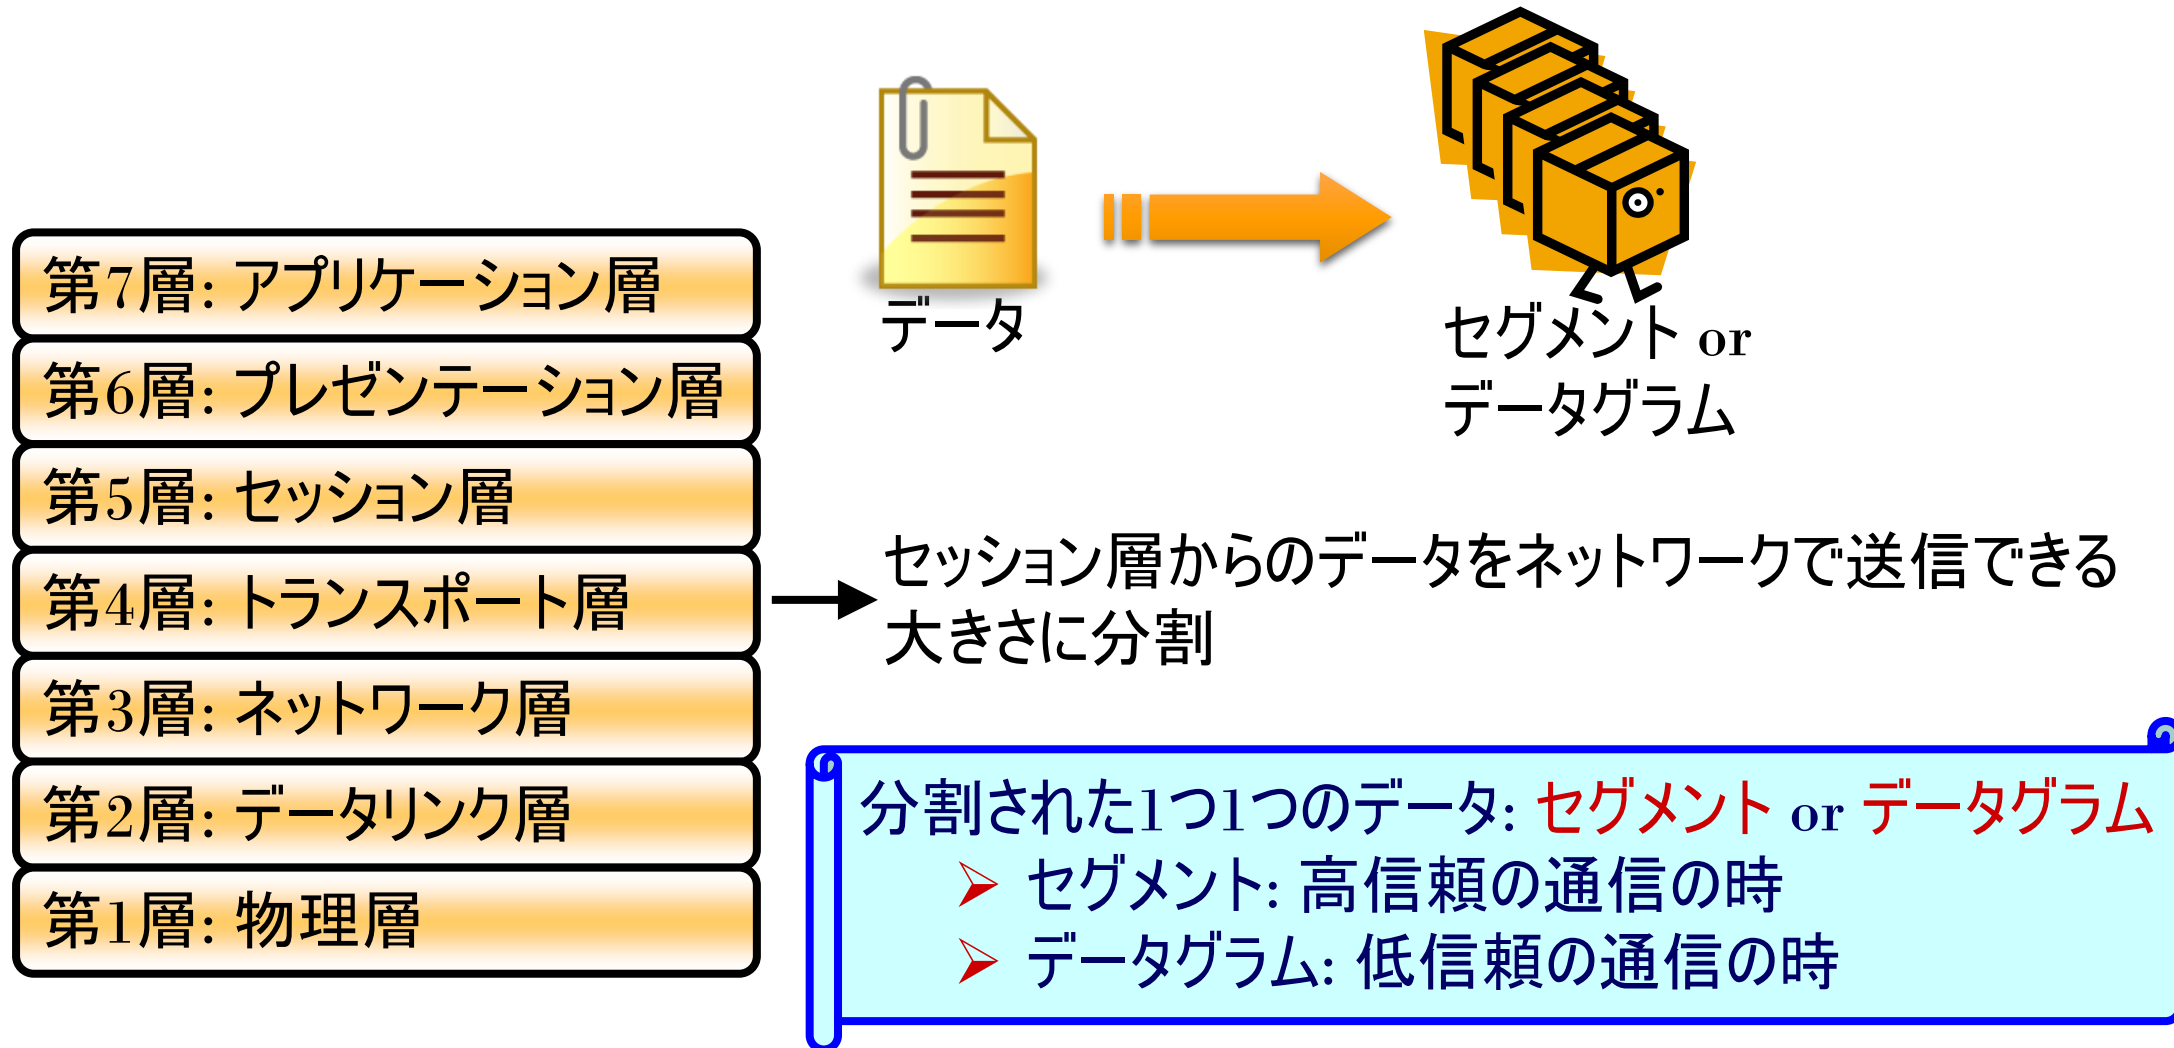 データ
セグメント or
データグラム
第7層: アプリケーション層
第6層: プレゼンテーション層
第5層: セッション層
第4層: トランスポート層
第3層: ネットワーク層
第2層: データリンク層
第1層: 物理層
セッション層からのデータをネットワークで送信できる
大きさに分割
分割された1つ1つのデータ: セグメント or データグラム
セグメント: 高信頼の通信の時
データグラム: 低信頼の通信の時